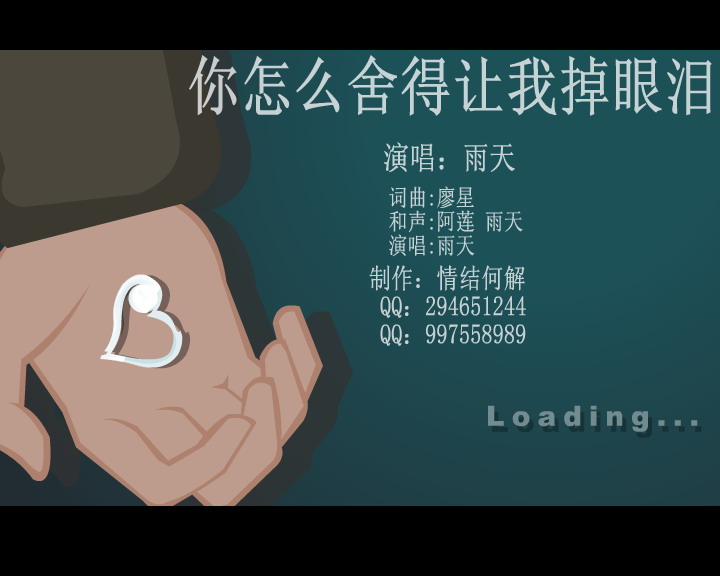 你怎么舍得让我掉眼泪
演唱：雨天
词曲:廖星
和声:阿莲 雨天
演唱:雨天
制作：情结何解
QQ：294651244
QQ：997558989
Loading...